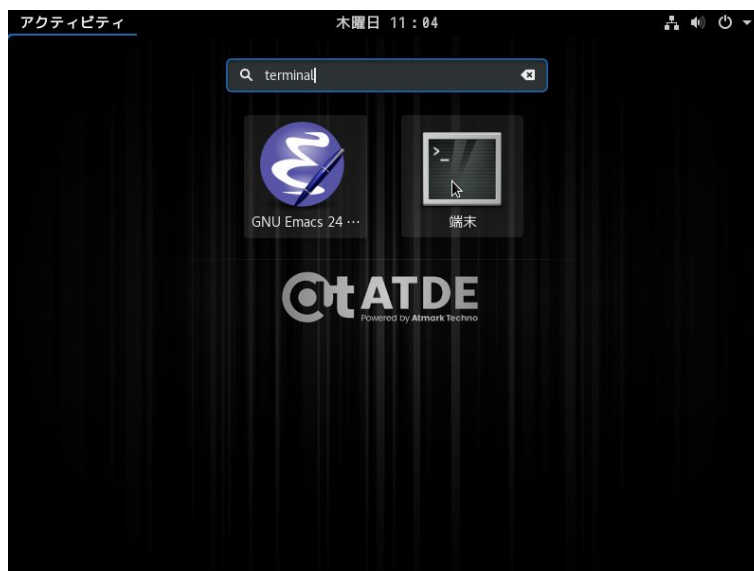 アクティビティ
木曜日 11：04
terminal
GNU Emacs 24 ⋯
端末
ATDE
Powered by Atmark Techno